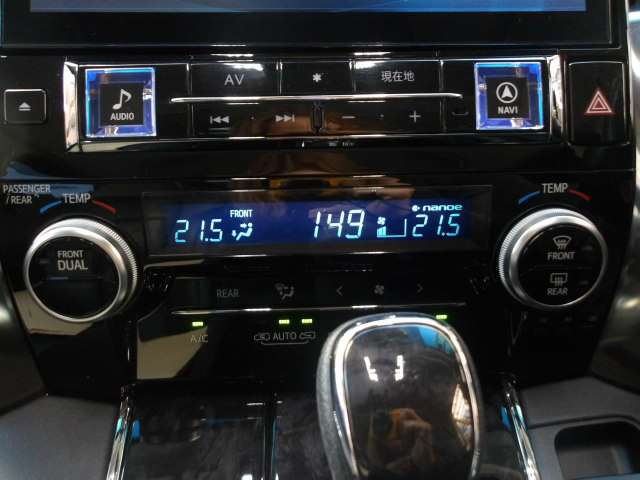 AV * 現在地
AUDIO
NAVI
− +
PASSENGER
/REAR
TEMP
TEMP
FRONT
nanoe
21.5 149 21.5
FRONT
DUAL
FRONT
REAR
REAR < >
A/C AUTO